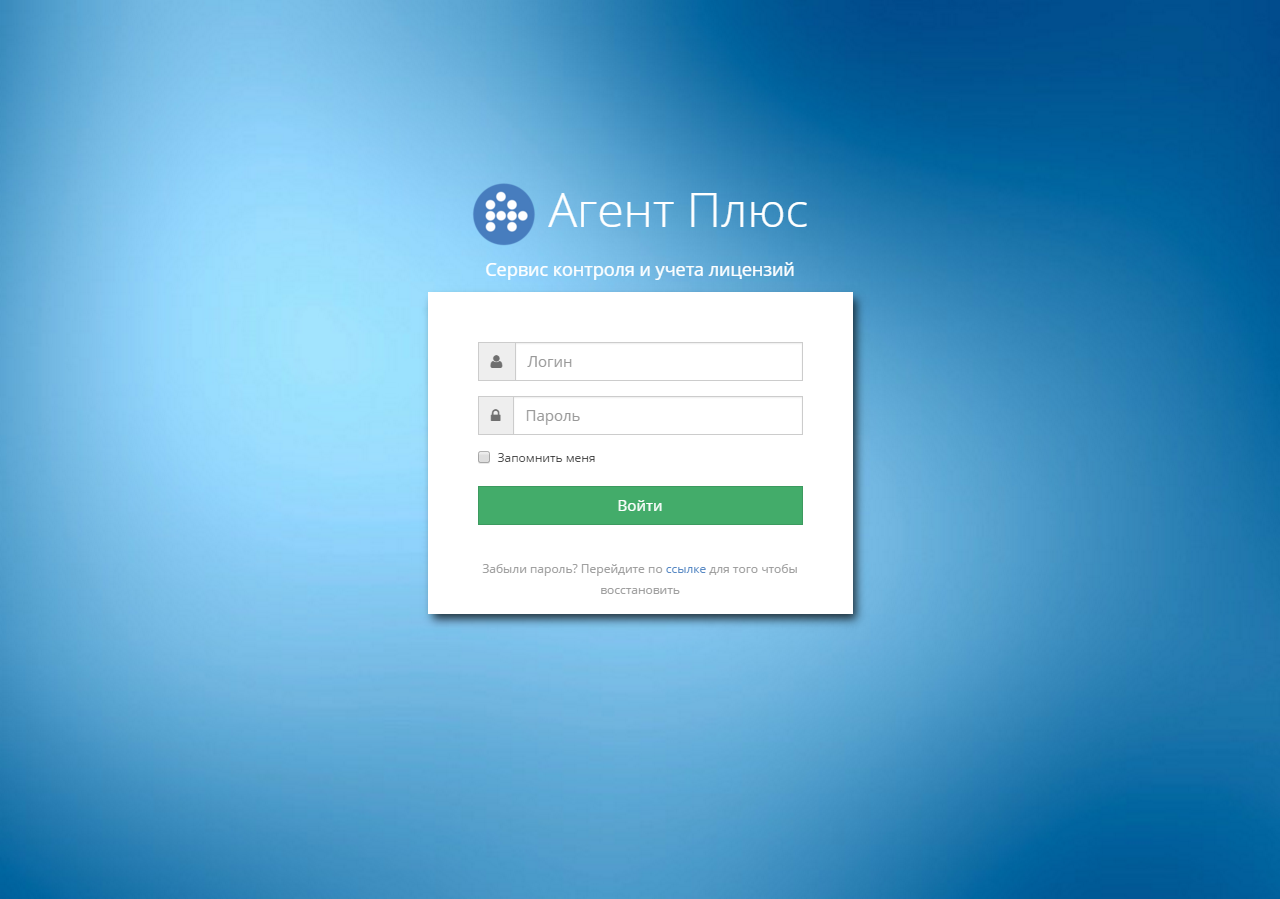 Агент Плюс
Сервис контроля и учета лицензий
Логин
Пароль
Запомнить меня
Войти
Забыли пароль? Перейдите по ссылке для того чтобы
восстановить